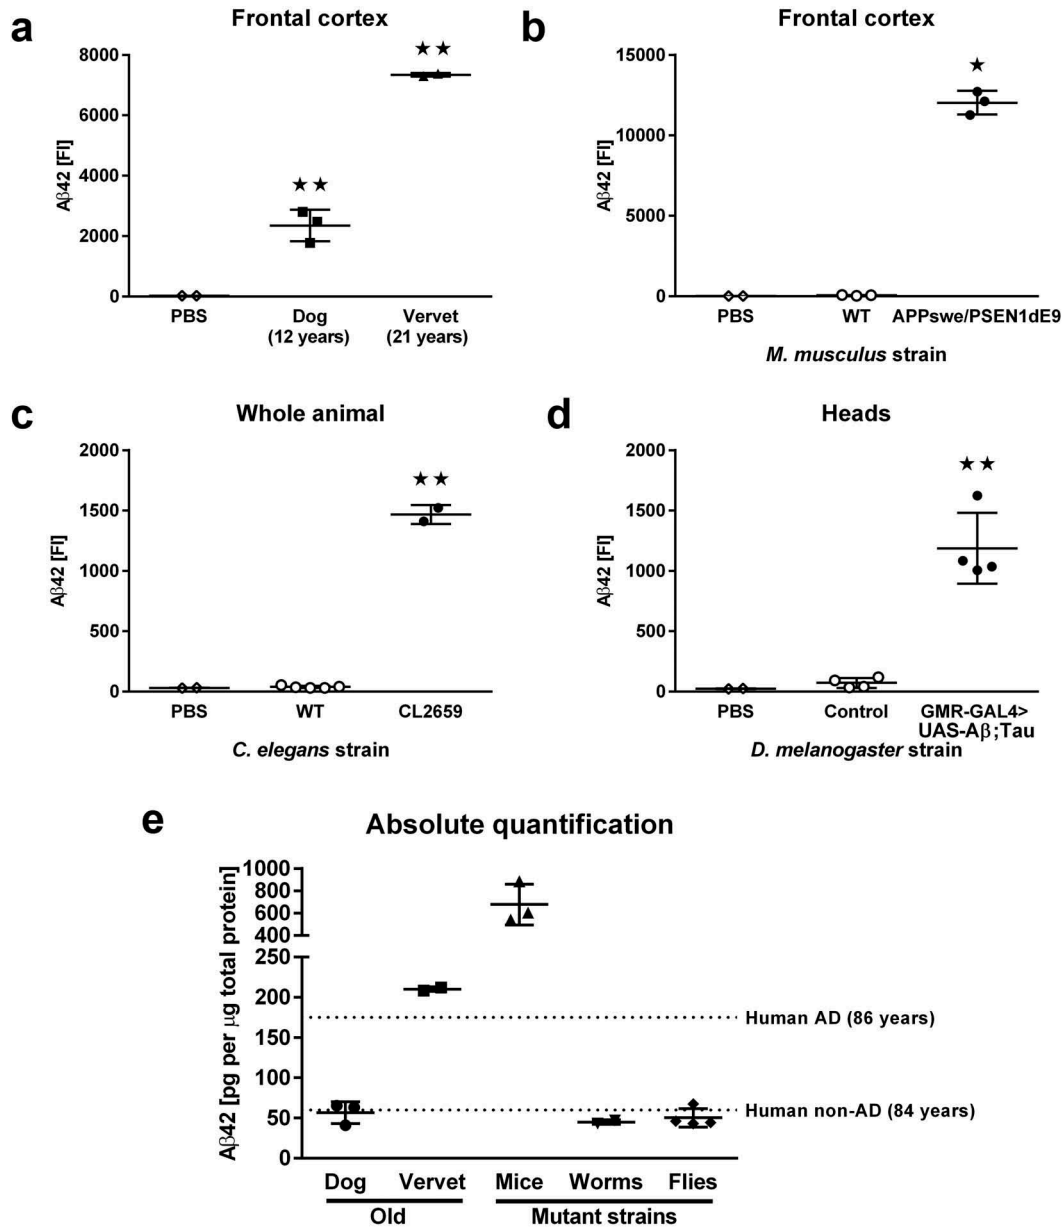 a
Frontal cortex
Aβ42 [FI]
8000
6000
4000
2000
0
★★
★★
PBS
Dog
(12 years)
Vervet
(21 years)
b
Frontal cortex
Aβ42 [FI]
15000
10000
5000
0
★
PBS
WT
APPswe/PSEN1dE9
M. musculus strain
c
Whole animal
Aβ42 [FI]
2000
1500
1000
500
0
★★
PBS
WT
CL2659
C. elegans strain
d
Heads
Aβ42 [FI]
2000
1500
1000
500
0
★★
PBS
Control
GMR-GAL4>
UAS-Aβ;Tau
D. melanogaster strain
e
Absolute quantification
Aβ42 [pg per μg total protein]
1000
800
600
400
250
200
150
100
50
0
Human AD (86 years)
Human non-AD (84 years)
Dog
Vervet
Mice
Worms
Flies
Old
Mutant strains